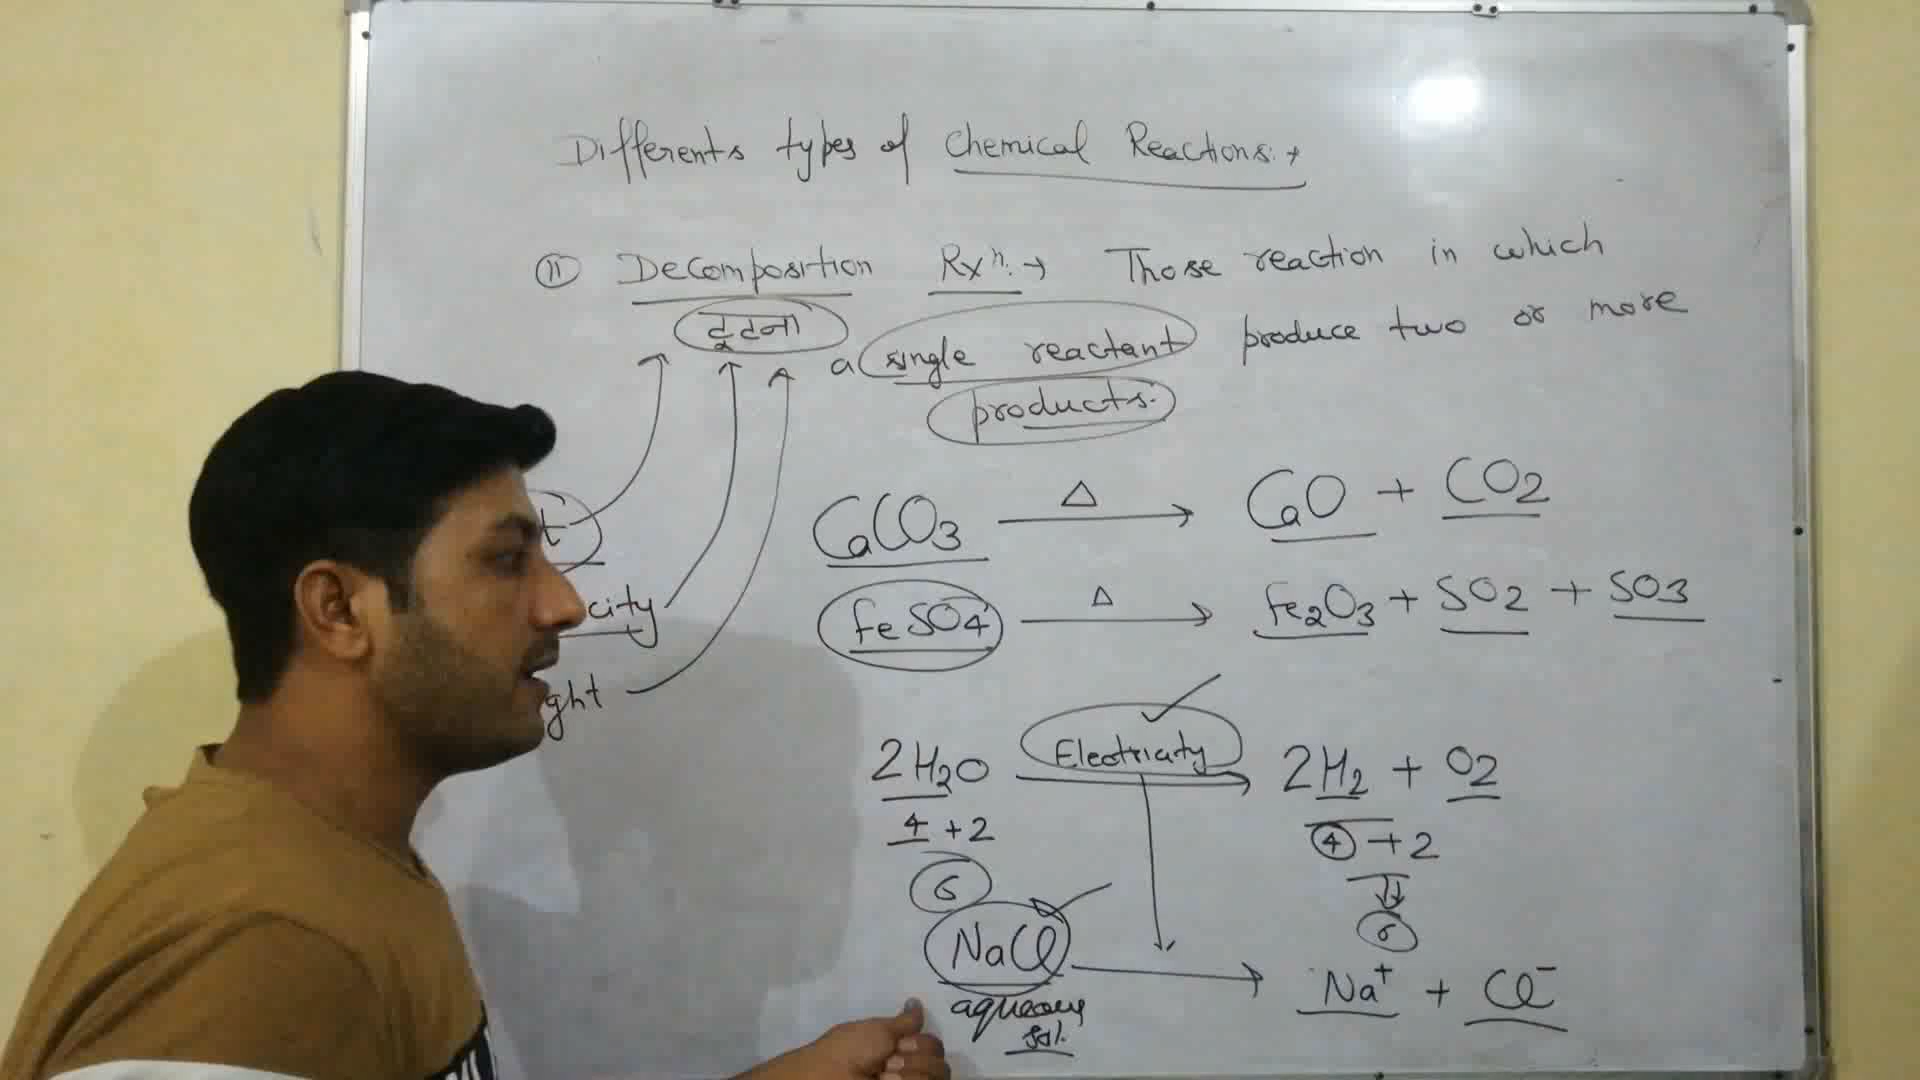 Differents types of Chemical Reactions:→
(II) Decomposition Rxⁿ:→ Those reaction in which
टूटना a single reactant produce two or more
products:
CaCO₃ —Δ→ CaO + CO₂
FeSO₄ —Δ→ Fe₂O₃ + SO₂ + SO₃
2H₂O —Electricity→ 2H₂ + O₂
4 + 2 4 + 2
6 6
NaCl → Na⁺ + Cl⁻
aqueous
sol.